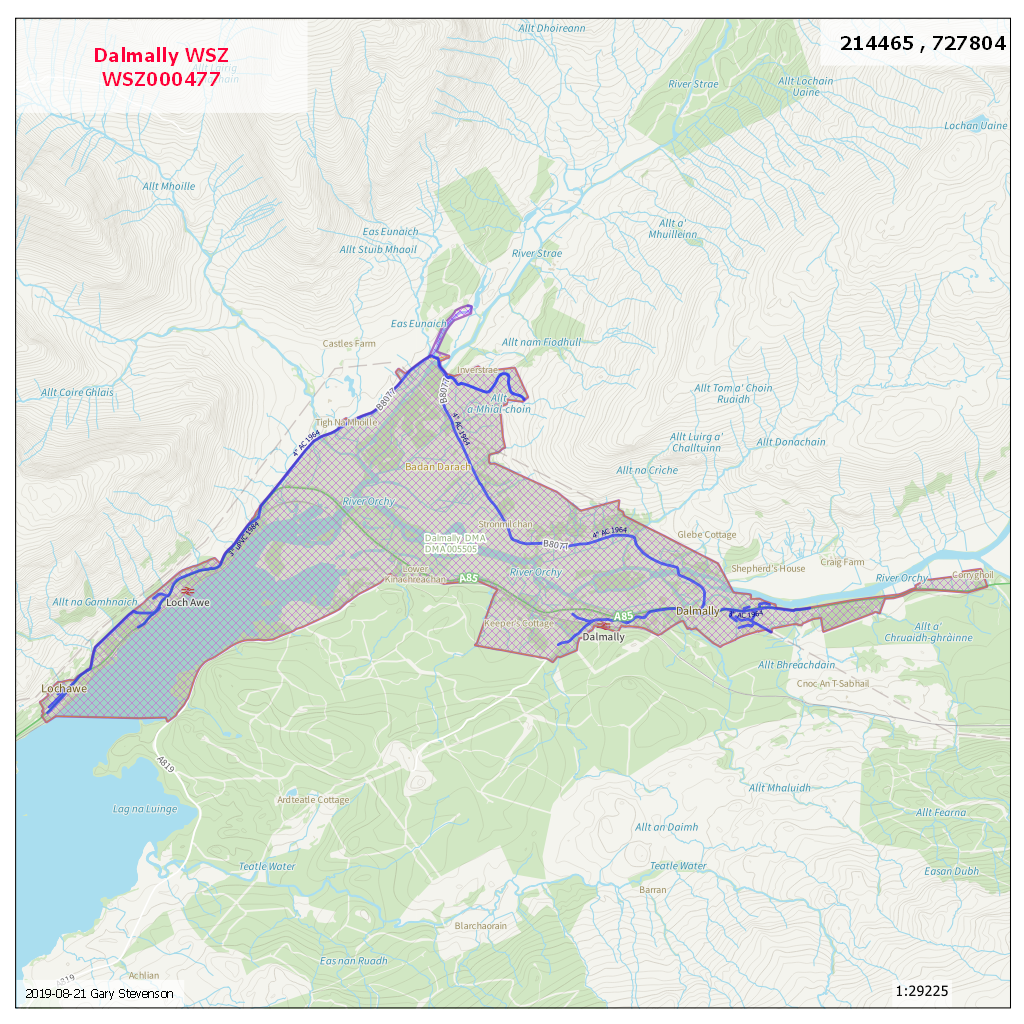 Dalmally WSZ
WSZ000477
214465 , 727804
Allt Dhoireann
River Strae
Allt Lochain
Uaine
Lochan Uaine
Allt Mhoille
Eas Eunaich
Allt Stuib Mhaoil
Allt a'
Mhuilleinn
River Strae
Eas Eunaich
Castles Farm
Allt nam Fiodhull
Inverstrae
Allt Coire Ghlais
B8077
B8077
Allt
a Mhial-choin
Allt Tom a' Choin
Ruaidh
Tigh Na Mhoille
4" AC 1964
4" AC 1964
Allt Luirg a'
Challtuinn
Allt Donachain
Badan Darach
Allt na Criche
River Orchy
3" UPVC 1964
Stronmilchan
4" AC 1964
Dalmally_DMA
DMA005505
B8077
Glebe Cottage
Shepherd's House
Craig Farm
River Orchy
Lower
Kinachreachan
A85
River Orchy
Corryghoil
Allt na Gamhnaich
Loch Awe
Keeper's Cottage
A85
Dalmally
AC 1964
Dalmally
Allt a'
Chruaidh-ghlinne
Allt Bhreachdain
Cnoc An T-Sabhail
Lochawe
A819
Allt Mhaluidh
Ardteatle Cottage
Lag na Luinge
Allt an Daimh
Allt Fearna
Teatle Water
Teatle Water
Easan Dubh
Barran
Blarchaorain
Eas nan Ruadh
Achlian
2019-08-21 Gary Stevenson
1:29225